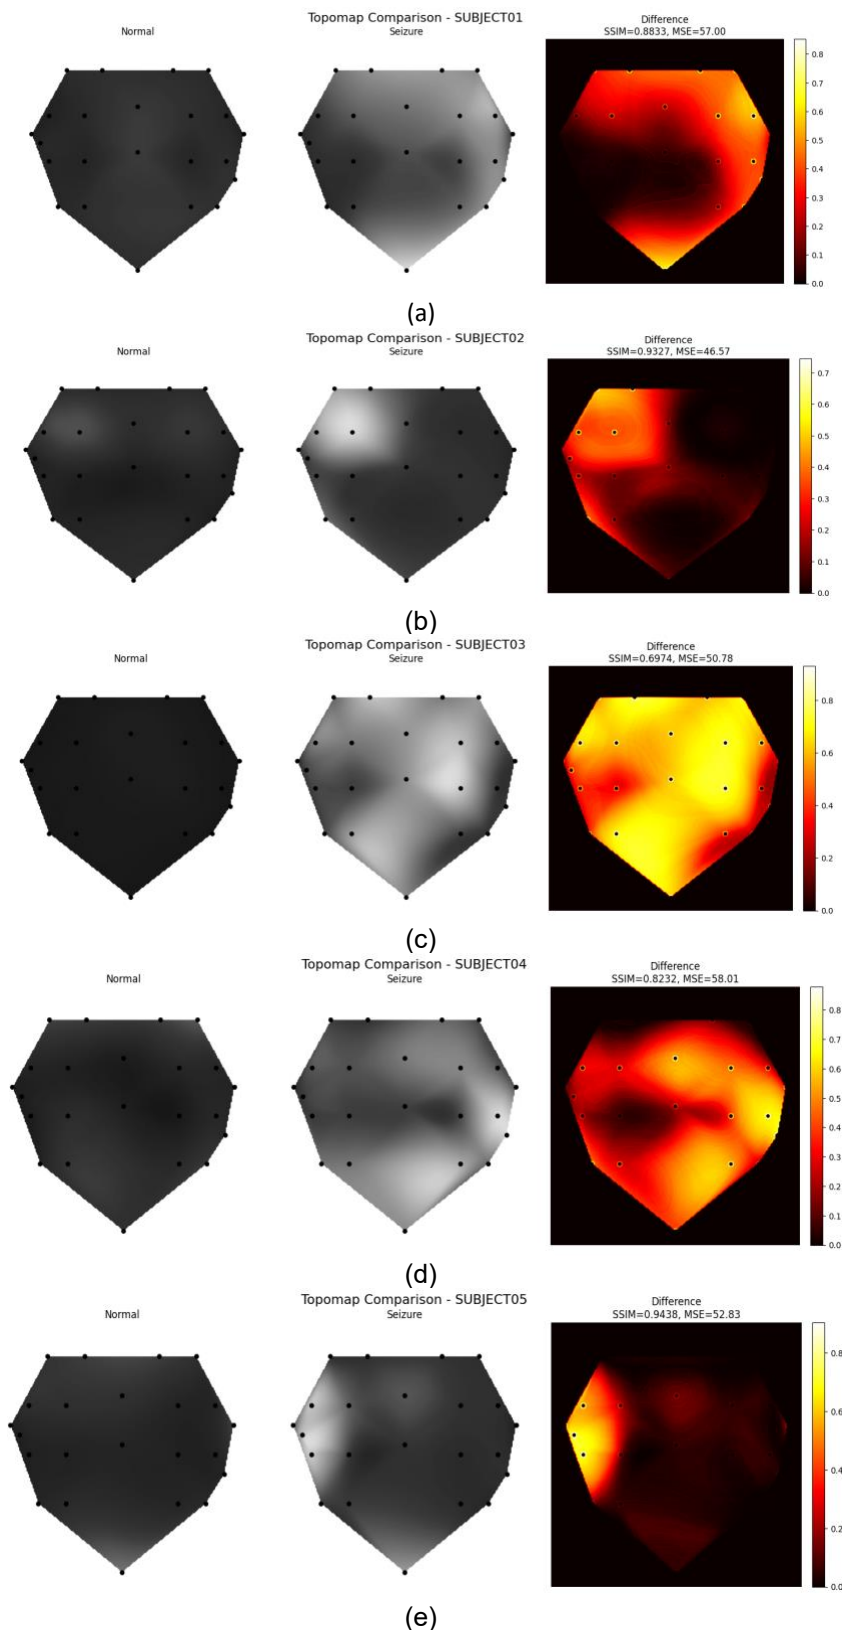 Topomap Comparison - SUBJECT01
Normal
Seizure
Difference
SSIM=0.8833, MSE=57.00
0.8
0.7
0.6
0.5
0.4
0.3
0.2
0.1
0.0
(a)
Topomap Comparison - SUBJECT02
Normal
Seizure
Difference
SSIM=0.9327, MSE=46.57
0.7
0.6
0.5
0.4
0.3
0.2
0.1
0.0
(b)
Topomap Comparison - SUBJECT03
Normal
Seizure
Difference
SSIM=0.6974, MSE=50.78
0.8
0.6
0.4
0.2
0.0
(c)
Topomap Comparison - SUBJECT04
Normal
Seizure
Difference
SSIM=0.8232, MSE=58.01
0.8
0.7
0.6
0.5
0.4
0.3
0.2
0.1
0.0
(d)
Topomap Comparison - SUBJECT05
Normal
Seizure
Difference
SSIM=0.9438, MSE=52.83
0.8
0.6
0.4
0.2
0.0
(e)